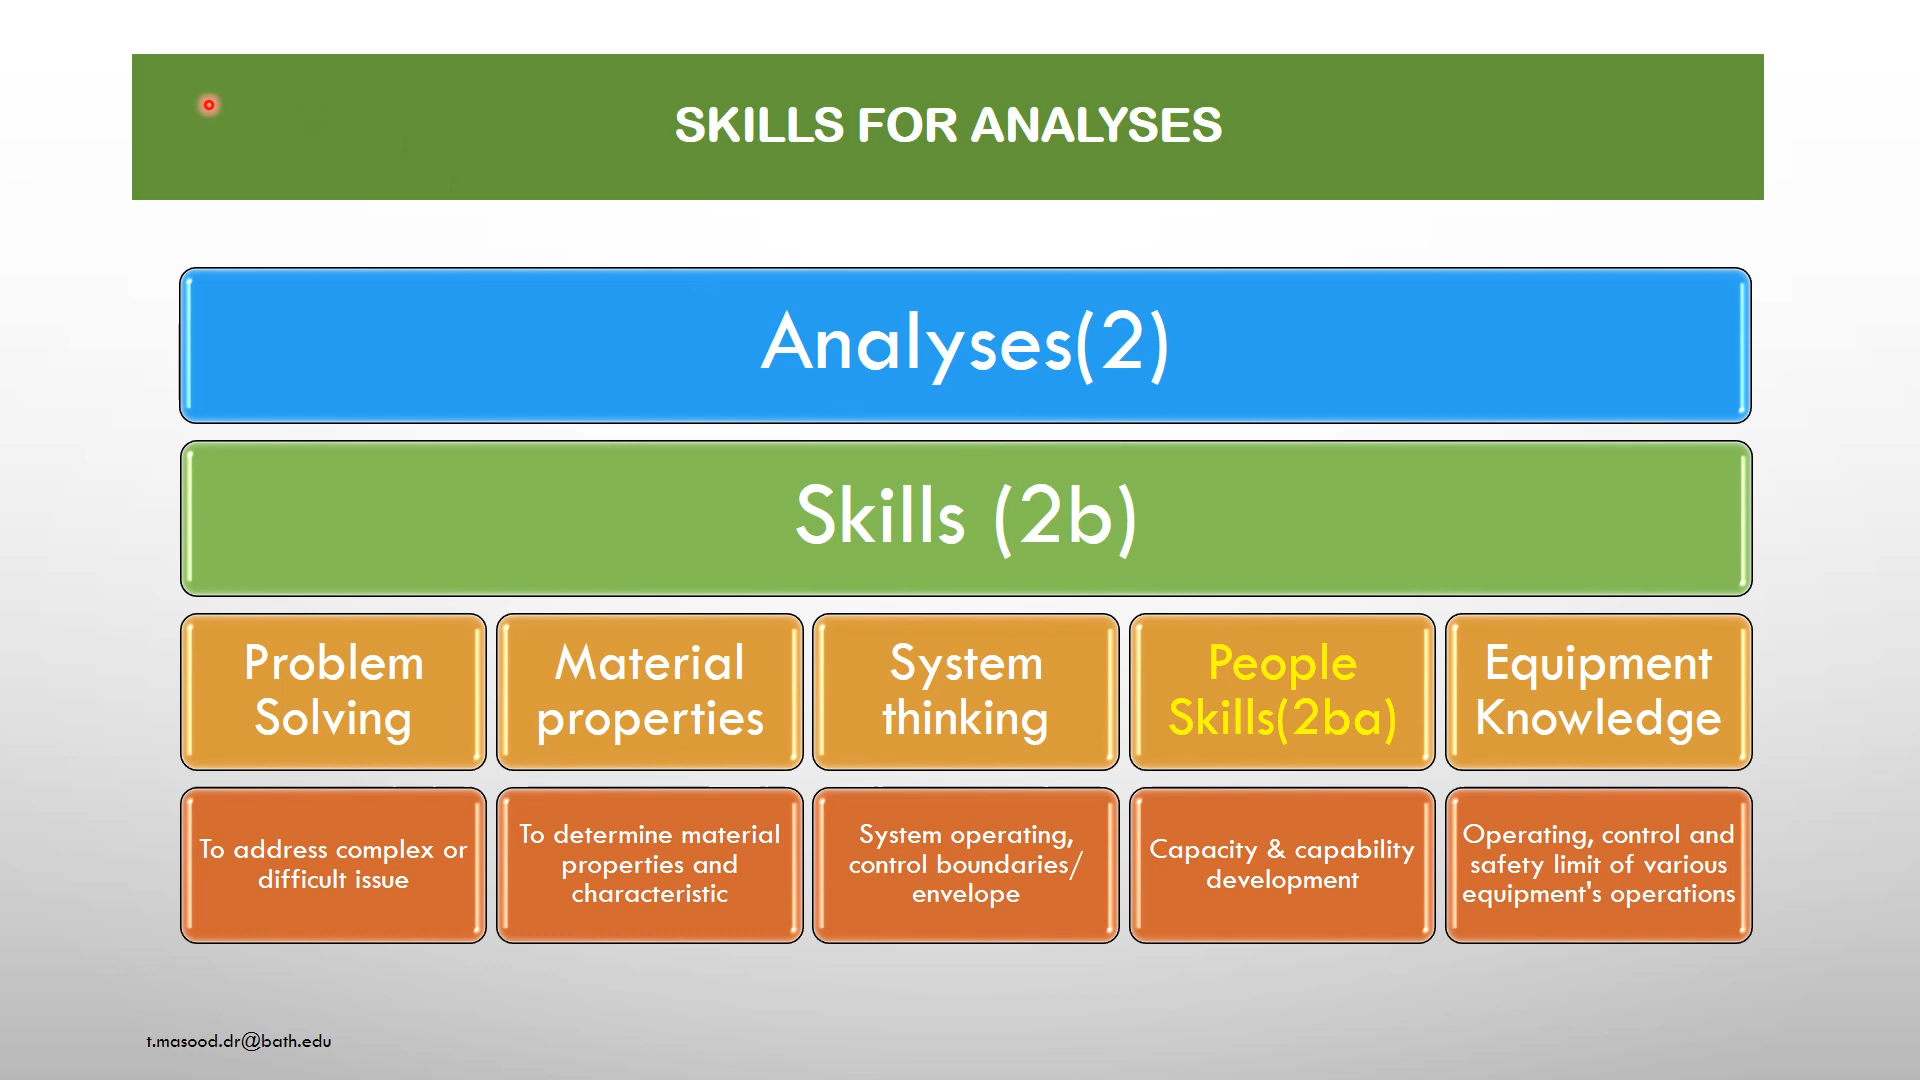 SKILLS FOR ANALYSES
Analyses(2)
Skills (2b)
Problem
Solving
Material
properties
System
thinking
People
Skills(2ba)
Equipment
Knowledge
To address complex or
difficult issue
To determine material
properties and
characteristic
System operating,
control boundaries/
envelope
Capacity & capability
development
Operating, control and
safety limit of various
equipment's operations
t.masood.dr@bath.edu